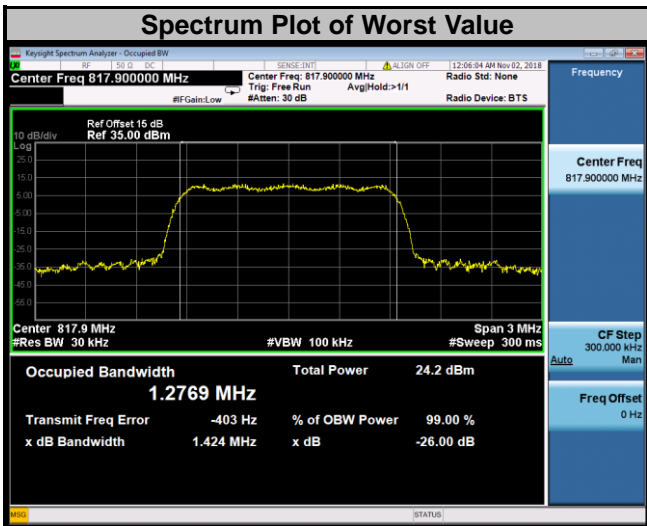 Spectrum Plot of Worst Value
Keysight Spectrum Analyzer - Occupied BW
RF 50 Ω DC SENSE:INT ALIGN OFF 12:06:04 AM Nov 02, 2018
Center Freq 817.900000 MHz Center Freq: 817.900000 MHz Radio Std: None
Trig: Free Run Avg|Hold:>1/1
#IFGain:Low #Atten: 30 dB Radio Device: BTS
Frequency
Ref Offset 15 dB
10 dB/div Ref 35.00 dBm
Log
25.0
15.0
5.00
-5.00
-15.0
-25.0
-35.0
-45.0
-55.0
Center Freq
817.900000 MHz
Center 817.9 MHz Span 3 MHz
#Res BW 30 kHz #VBW 100 kHz #Sweep 300 ms
CF Step
300.000 kHz
Auto Man
Occupied Bandwidth Total Power 24.2 dBm
1.2769 MHz
Transmit Freq Error -403 Hz % of OBW Power 99.00 %
x dB Bandwidth 1.424 MHz x dB -26.00 dB
Freq Offset
0 Hz
MSG STATUS